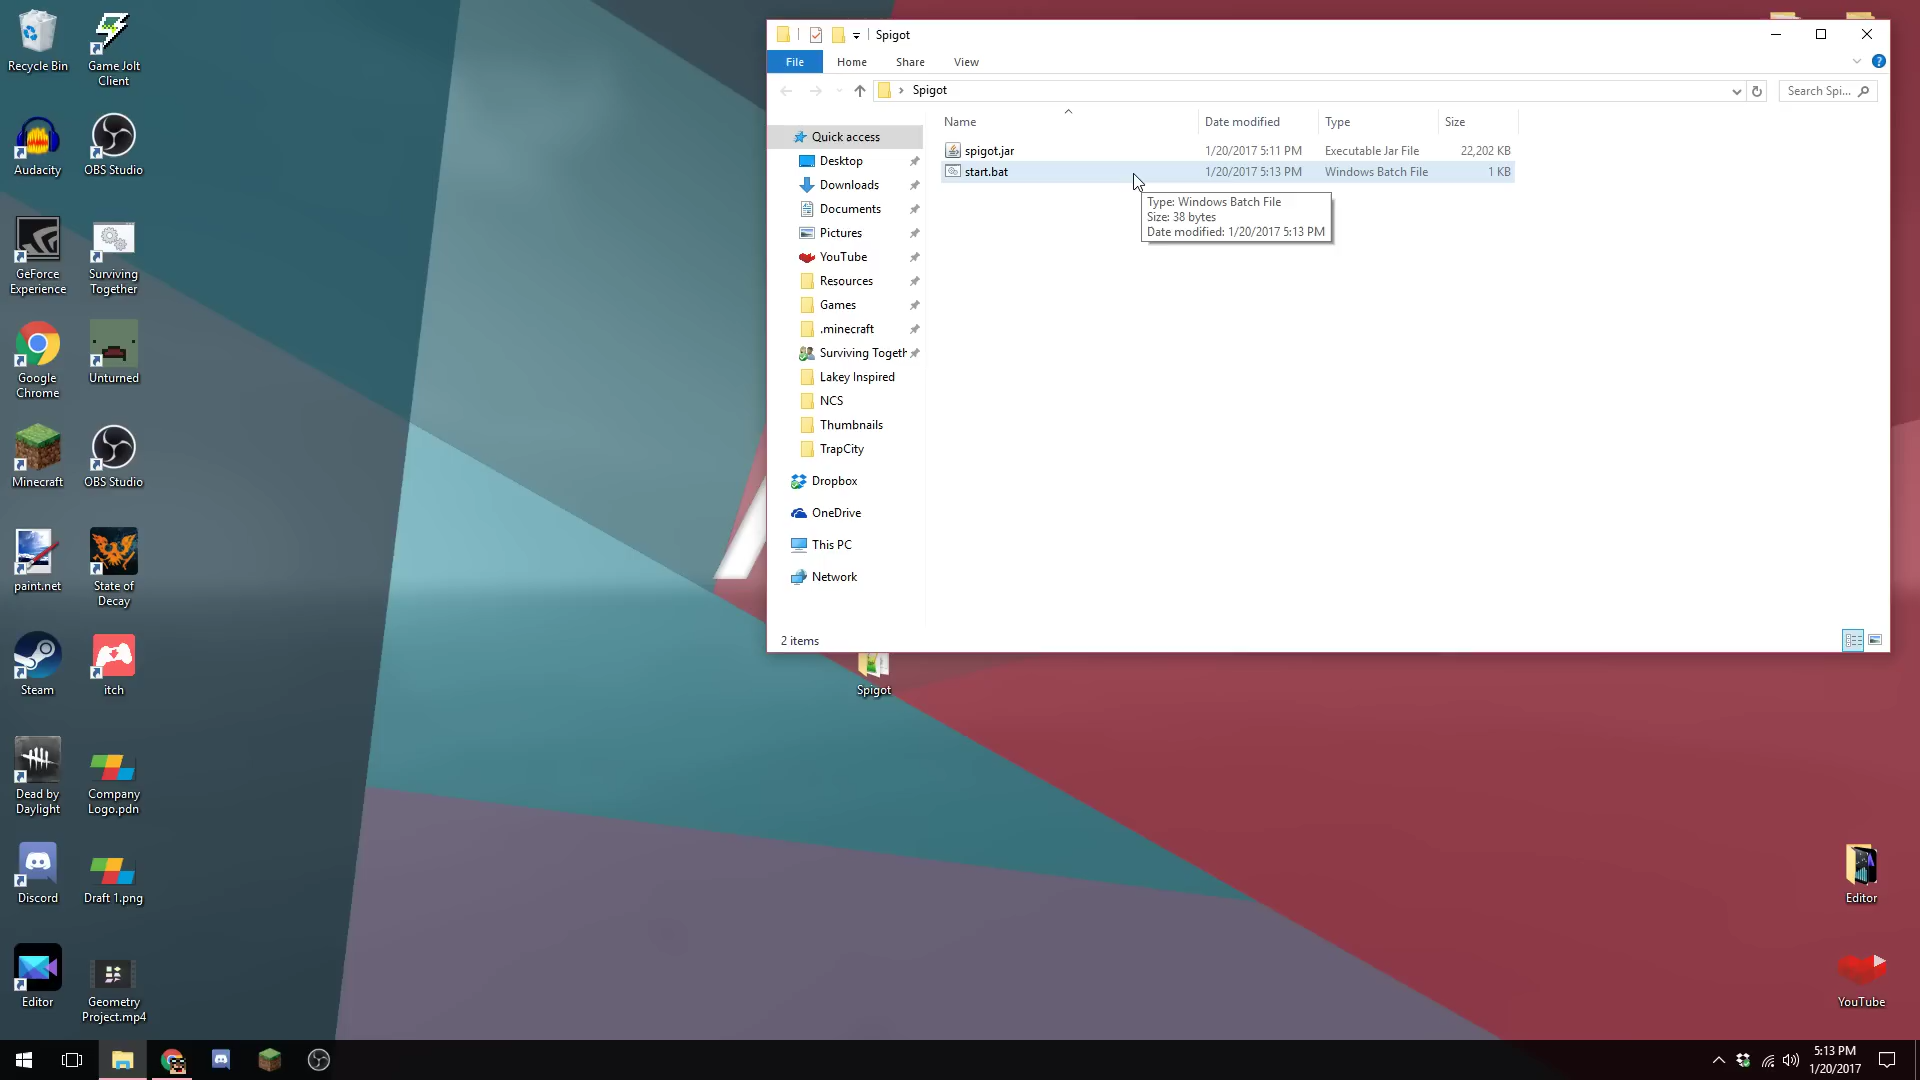 Recycle Bin
Game Jolt
Client
Audacity
OBS Studio
GeForce
Experience
Surviving
Together
Google
Chrome
Unturned
Minecraft
OBS Studio
paint.net
State of
Decay
Steam
itch
Dead by
Daylight
Company
Logo.pdn
Discord
Draft 1.png
Editor
Geometry
Project.mp4
Spigot
File
Home
Share
View
Spigot
Search Spi...
Name
Date modified
Type
Size
spigot.jar
1/20/2017 5:11 PM
Executable Jar File
22,202 KB
start.bat
1/20/2017 5:13 PM
Windows Batch File
1 KB
Type: Windows Batch File
Size: 38 bytes
Date modified: 1/20/2017 5:13 PM
Quick access
Desktop
Downloads
Documents
Pictures
YouTube
Resources
Games
.minecraft
Surviving Togeth
Lakey Inspired
NCS
Thumbnails
TrapCity
Dropbox
OneDrive
This PC
Network
2 items
Spigot
Editor
YouTube
5:13 PM
1/20/2017